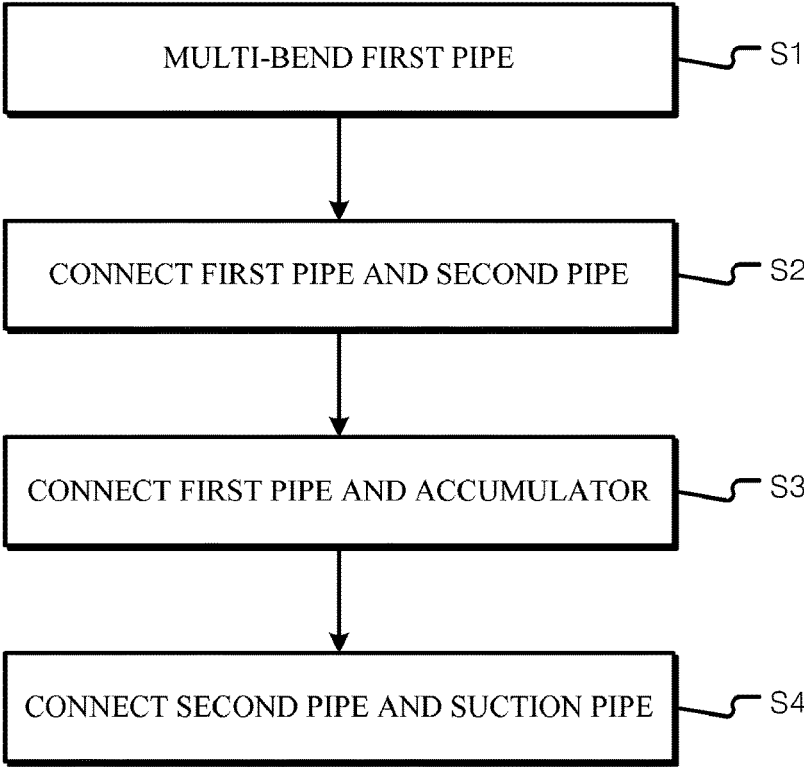 MULTI-BEND FIRST PIPE
S1
CONNECT FIRST PIPE AND SECOND PIPE
S2
CONNECT FIRST PIPE AND ACCUMULATOR
S3
CONNECT SECOND PIPE AND SUCTION PIPE
S4